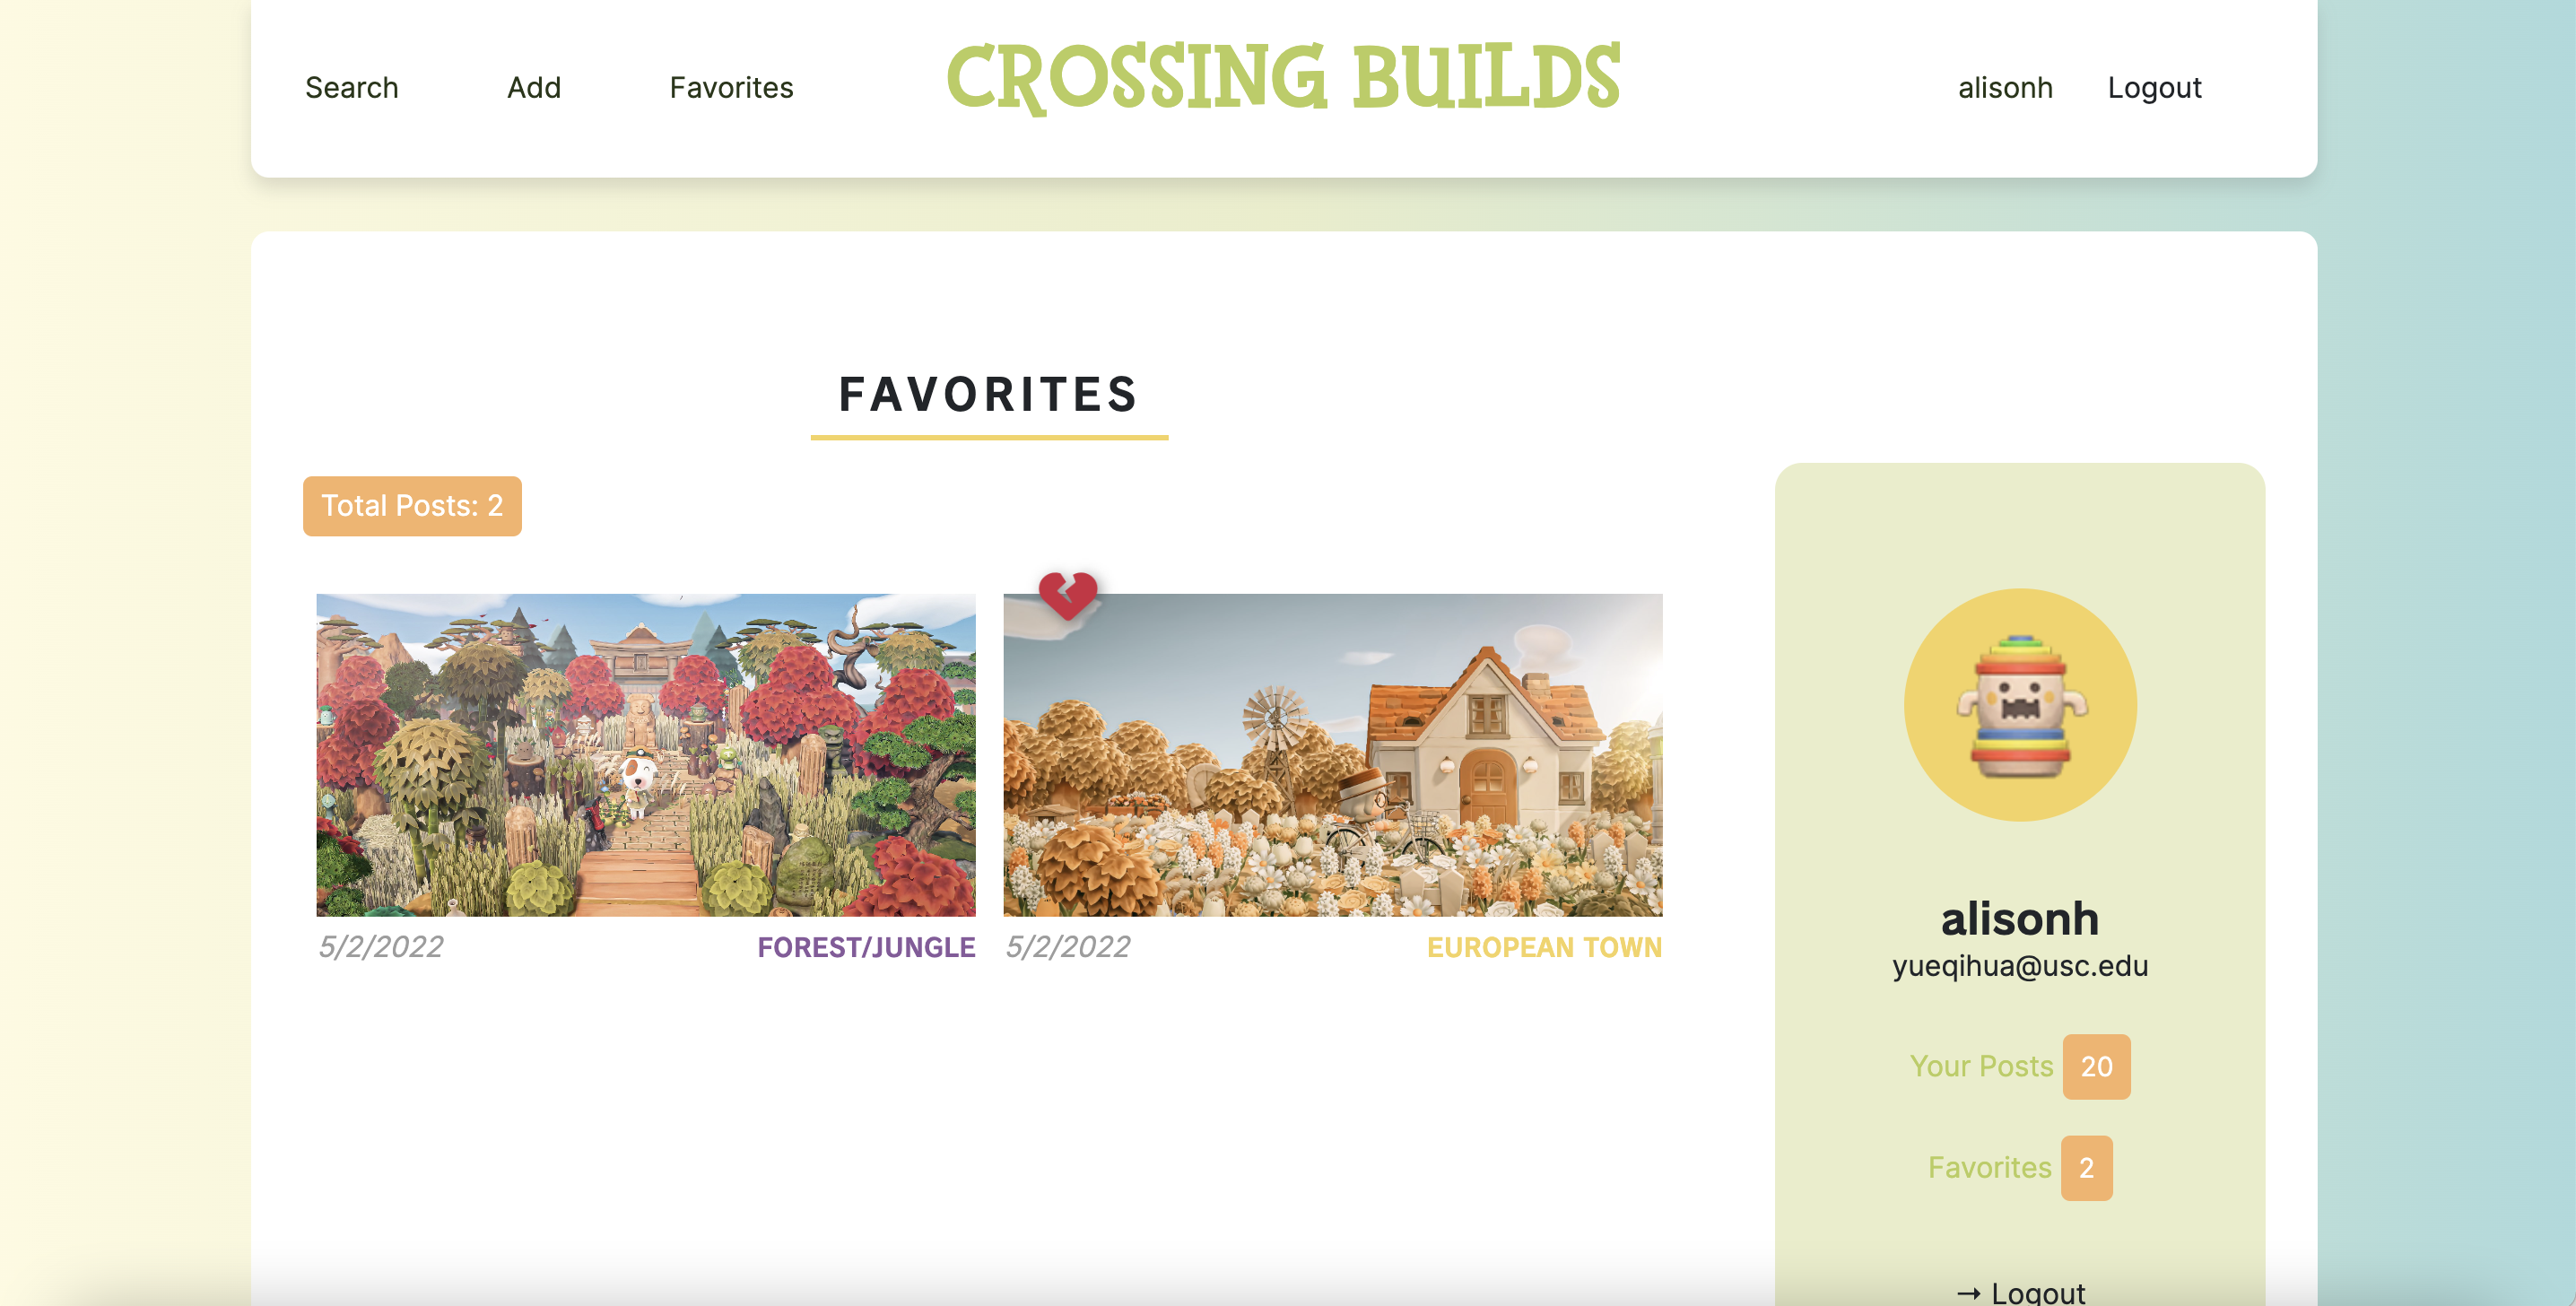 Search Add Favorites CROSSING BUILDS alisonh Logout
FAVORITES
Total Posts: 2
5/2/2022 FOREST/JUNGLE
5/2/2022 EUROPEAN TOWN
alisonh
yueqihua@usc.edu
Your Posts 20
Favorites 2
→ Logout